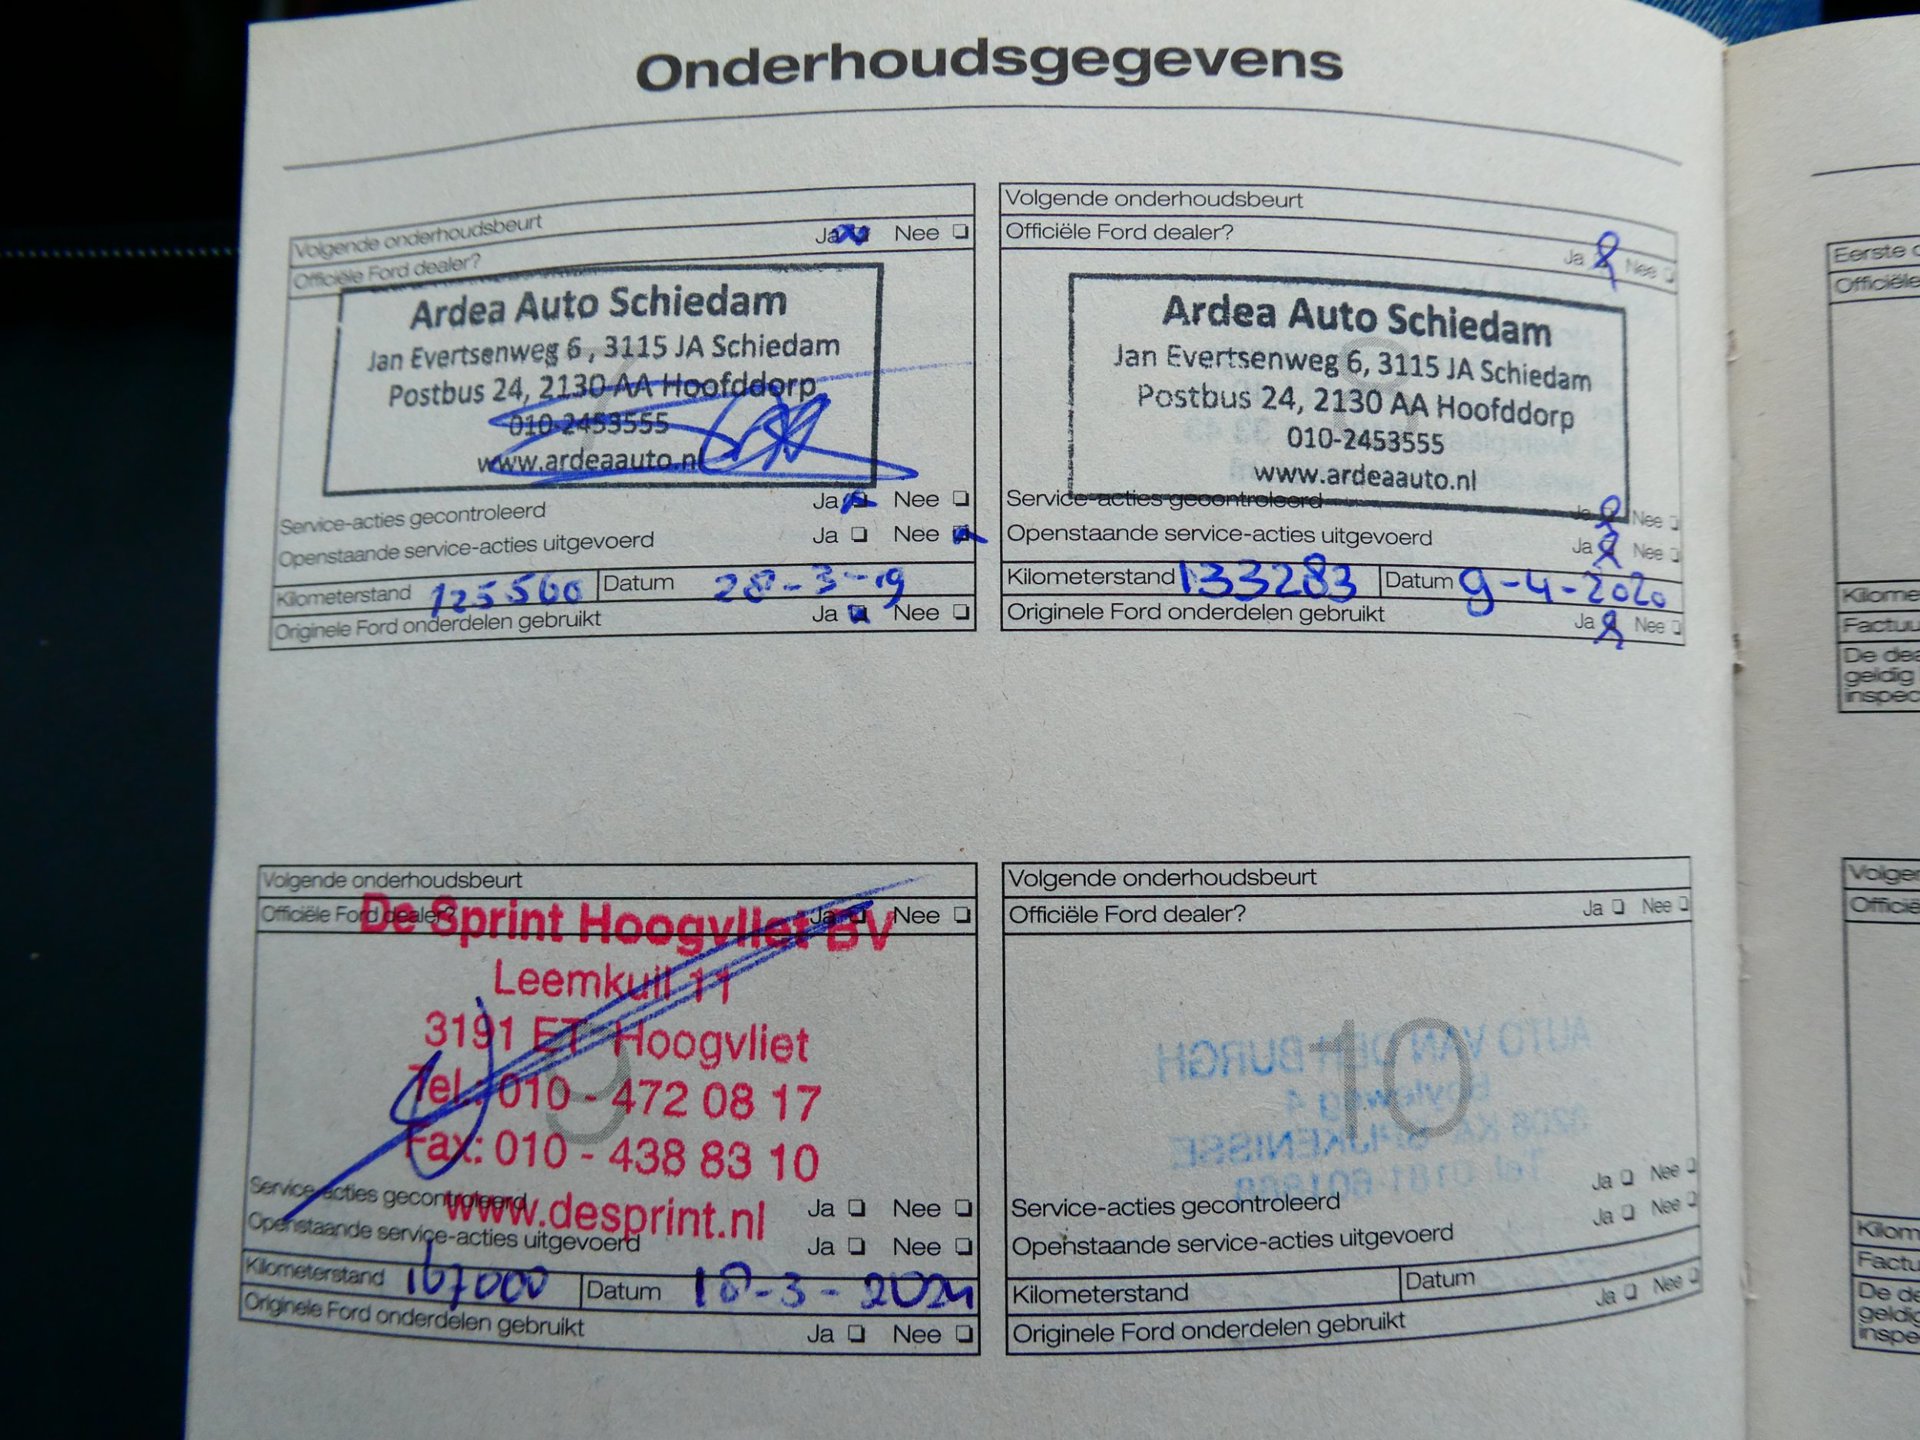 Onderhoudsgegevens
Volgende onderhoudsbeurt
Officiële Ford dealer? Ja Nee
Ardea Auto Schiedam
Jan Evertsenweg 6, 3115 JA Schiedam
Postbus 24, 2130 AA Hoofddorp
010-2453555
www.ardeaauto.nl
Service-acties gecontroleerd Ja Nee
Openstaande service-acties uitgevoerd Ja Nee
Kilometerstand 125560 Datum 28-3-19
Originele Ford onderdelen gebruikt Ja Nee
Volgende onderhoudsbeurt
Officiële Ford dealer? Ja Nee
Ardea Auto Schiedam
Jan Evertsenweg 6, 3115 JA Schiedam
Postbus 24, 2130 AA Hoofddorp
010-2453555
www.ardeaauto.nl
Service-acties gecontroleerd Ja Nee
Openstaande service-acties uitgevoerd Ja Nee
Kilometerstand 133283 Datum 9-4-2020
Originele Ford onderdelen gebruikt Ja Nee
Volgende onderhoudsbeurt
Officiële Ford dealer? Ja Nee
De Sprint Hoogvliet BV
Leemkuil 11
3191 ET Hoogvliet
9
Tel.: 010 - 472 08 17
Fax: 010 - 438 83 10
www.desprint.nl
Service-acties gecontroleerd Ja Nee
Openstaande service-acties uitgevoerd Ja Nee
Kilometerstand 167000 Datum 18-3-2021
Originele Ford onderdelen gebruikt Ja Nee
Volgende onderhoudsbeurt
Officiële Ford dealer? Ja Nee
10
AUTO VAN DER BURGH
SPIJKENISSE
Service-acties gecontroleerd Ja Nee
Openstaande service-acties uitgevoerd Ja Nee
Kilometerstand Datum
Originele Ford onderdelen gebruikt Ja Nee
Eerste
De
geldig